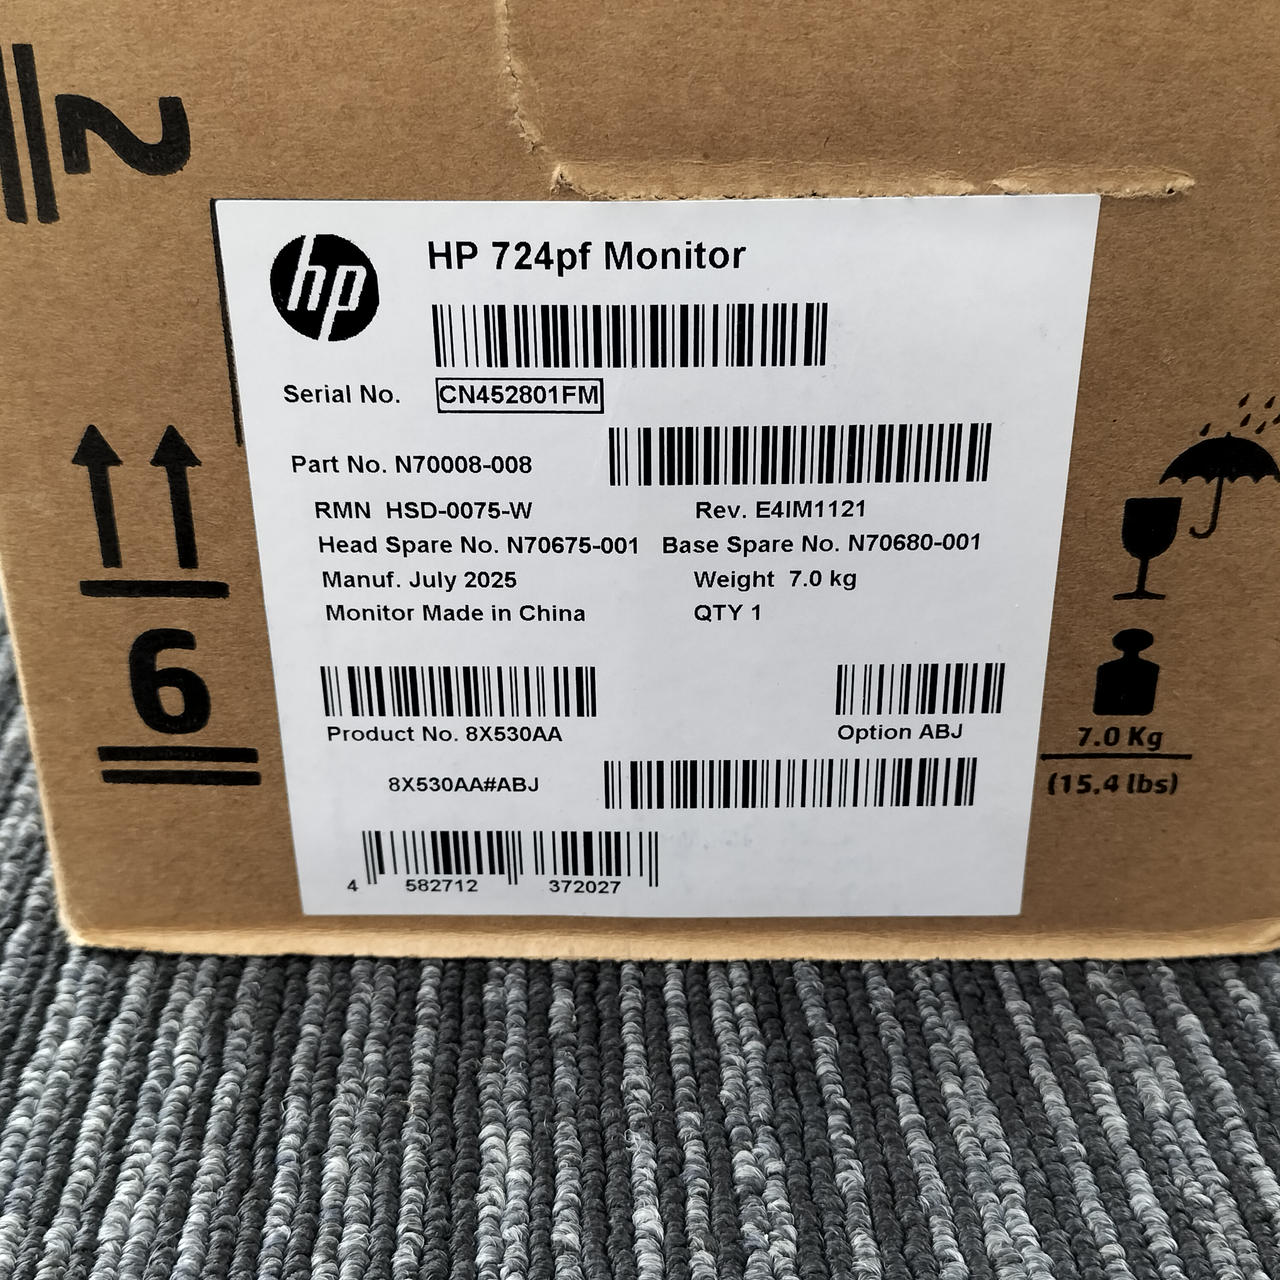 hp
HP 724pf Monitor
Serial No. CN452801FM
Part No. N70008-008
RMN HSD-0075-W Rev. E4IM1121
Head Spare No. N70675-001 Base Spare No. N70680-001
Manuf. July 2025 Weight 7.0 kg
Monitor Made in China QTY 1
Product No. 8X530AA Option ABJ
8X530AA#ABJ
4 582712 372027
6
7.0 Kg
(15.4 lbs)